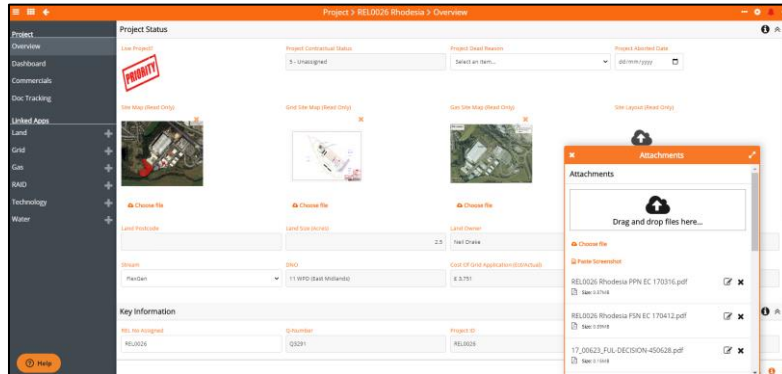 Project > REL0026 Rhodesia > Overview
Project
Overview
Dashboard
Commercials
Doc Tracking
Linked Apps
Land
Grid
Gas
RAID
Technology
Water
Help
Project Status
Live Project?
Project Contractual Status
Project Dead Reason
Project Aborted Date
PRIORITY
5 - Unassigned
Select an item...
dd/mm/yyyy
Site Map (Read Only)
Grid Site Map (Read Only)
Gas Site Map (Read Only)
Site Layout (Read Only)
Choose file
Choose file
Choose file
Land Postcode
Land Size (Acres)
Land Owner
2.5
Neil Drake
Stream
DNO
Cost Of Grid Application (Est/Actual)
FlexGen
11 WPD (East Midlands)
£ 3,751
Key Information
REL No Assigned
Q-Number
Project ID
REL0026
Q3291
REL0026
Attachments
Attachments
Drag and drop files here...
Choose file
Paste Screenshot
REL0026 Rhodesia PPN EC 170316.pdf
REL0026 Rhodesia FSN EC 170412.pdf
17_00623_FUL-DECISION-450628.pdf